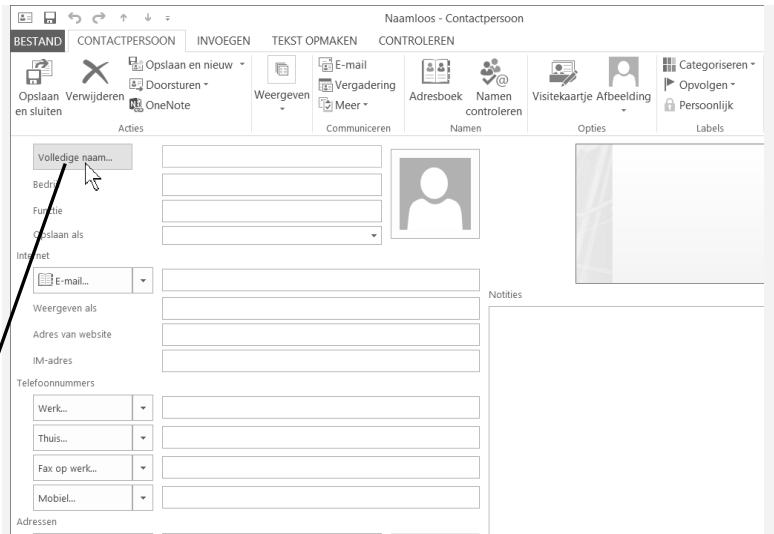 Naamloos - Contactpersoon
BESTAND CONTACTPERSOON INVOEGEN TEKST OPMAKEN CONTROLEREN
Opslaan en sluiten
Verwijderen
Opslaan en nieuw
Doorsturen
OneNote
Acties
Weergeven
E-mail
Vergadering
Meer
Communiceren
Adresboek
Namen controleren
Namen
Visitekaartje
Afbeelding
Opties
Categoriseren
Opvolgen
Persoonlijk
Labels
Volledige naam...
Bedrijf
Functie
Opslaan als
Internet
E-mail...
Weergeven als
Adres van website
IM-adres
Notities
Telefoonnummers
Werk...
Thuis...
Fax op werk...
Mobiel...
Adressen